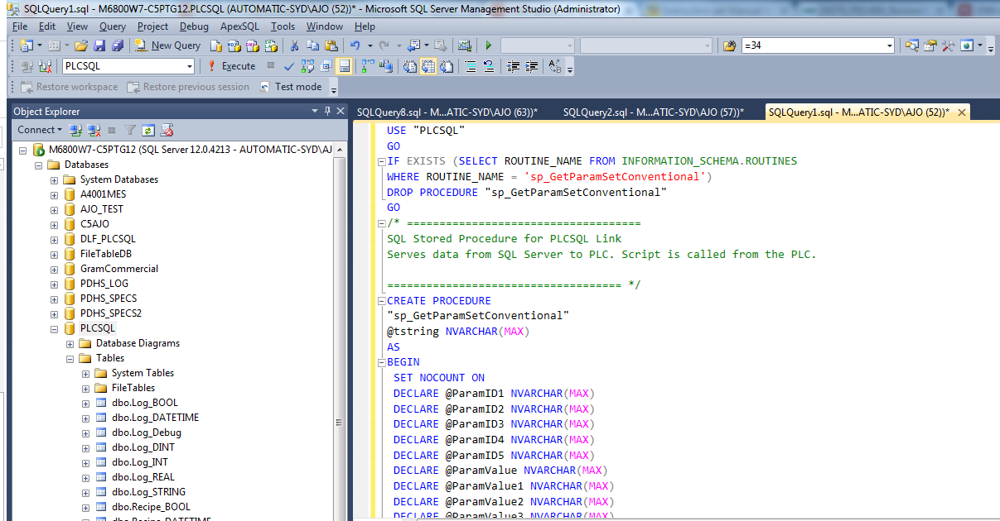 SQLQuery1.sql - M6800W7-C5PTG12.PLCSQL (AUTOMATIC-SYD\AJO (52))* - Microsoft SQL Server Management Studio (Administrator)
File Edit View Query Project Debug ApexSQL Tools Window Help
New Query =34
PLCSQL Execute
Restore workspace Restore previous session Test mode
Object Explorer
Connect
M6800W7-C5PTG12 (SQL Server 12.0.4213 - AUTOMATIC-SYD\AJ
Databases
System Databases
A4001MES
AJO_TEST
C5AJO
DLF_PLCSQL
FileTableDB
GramCommercial
PDHS_LOG
PDHS_SPECS
PDHS_SPECS2
PLCSQL
Database Diagrams
Tables
System Tables
FileTables
dbo.Log_BOOL
dbo.Log_DATETIME
dbo.Log_Debug
dbo.Log_DINT
dbo.Log_INT
dbo.Log_REAL
dbo.Log_STRING
dbo.Recipe_BOOL
dbo.Recipe_DATETIME
SQLQuery8.sql - M...ATIC-SYD\AJO (63))* SQLQuery2.sql - M...ATIC-SYD\AJO (57))* SQLQuery1.sql - M...ATIC-SYD\AJO (52))*
USE "PLCSQL"
GO
IF EXISTS (SELECT ROUTINE_NAME FROM INFORMATION_SCHEMA.ROUTINES
WHERE ROUTINE_NAME = 'sp_GetParamSetConventional')
DROP PROCEDURE "sp_GetParamSetConventional"
GO
/* ====================================
SQL Stored Procedure for PLCSQL Link
Serves data from SQL Server to PLC. Script is called from the PLC.
==================================== */
CREATE PROCEDURE
"sp_GetParamSetConventional"
@tstring NVARCHAR(MAX)
AS
BEGIN
SET NOCOUNT ON
DECLARE @ParamID1 NVARCHAR(MAX)
DECLARE @ParamID2 NVARCHAR(MAX)
DECLARE @ParamID3 NVARCHAR(MAX)
DECLARE @ParamID4 NVARCHAR(MAX)
DECLARE @ParamID5 NVARCHAR(MAX)
DECLARE @ParamValue NVARCHAR(MAX)
DECLARE @ParamValue1 NVARCHAR(MAX)
DECLARE @ParamValue2 NVARCHAR(MAX)
DECLARE @ParamValue3 NVARCHAR(MAX)